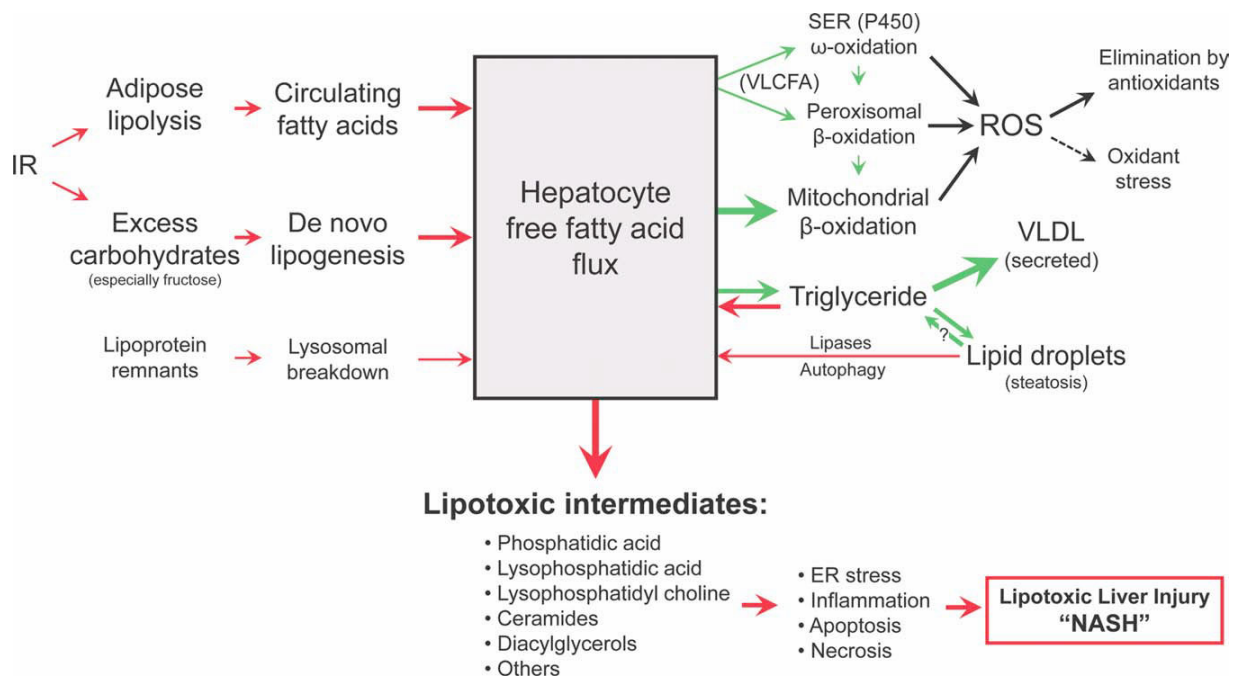 IR
Adipose
lipolysis
Circulating
fatty acids
Excess
carbohydrates
(especially fructose)
De novo
lipogenesis
Lipoprotein
remnants
Lysosomal
breakdown
Hepatocyte
free fatty acid
flux
SER (P450)
ω-oxidation
(VLCFA)
Peroxisomal
β-oxidation
Mitochondrial
β-oxidation
ROS
Elimination by
antioxidants
Oxidant
stress
Triglyceride
VLDL
(secreted)
?
Lipid droplets
(steatosis)
Lipases
Autophagy
Lipotoxic intermediates:
• Phosphatidic acid
• Lysophosphatidic acid
• Lysophosphatidyl choline
• Ceramides
• Diacylglycerols
• Others
• ER stress
• Inflammation
• Apoptosis
• Necrosis
Lipotoxic Liver Injury
“NASH”